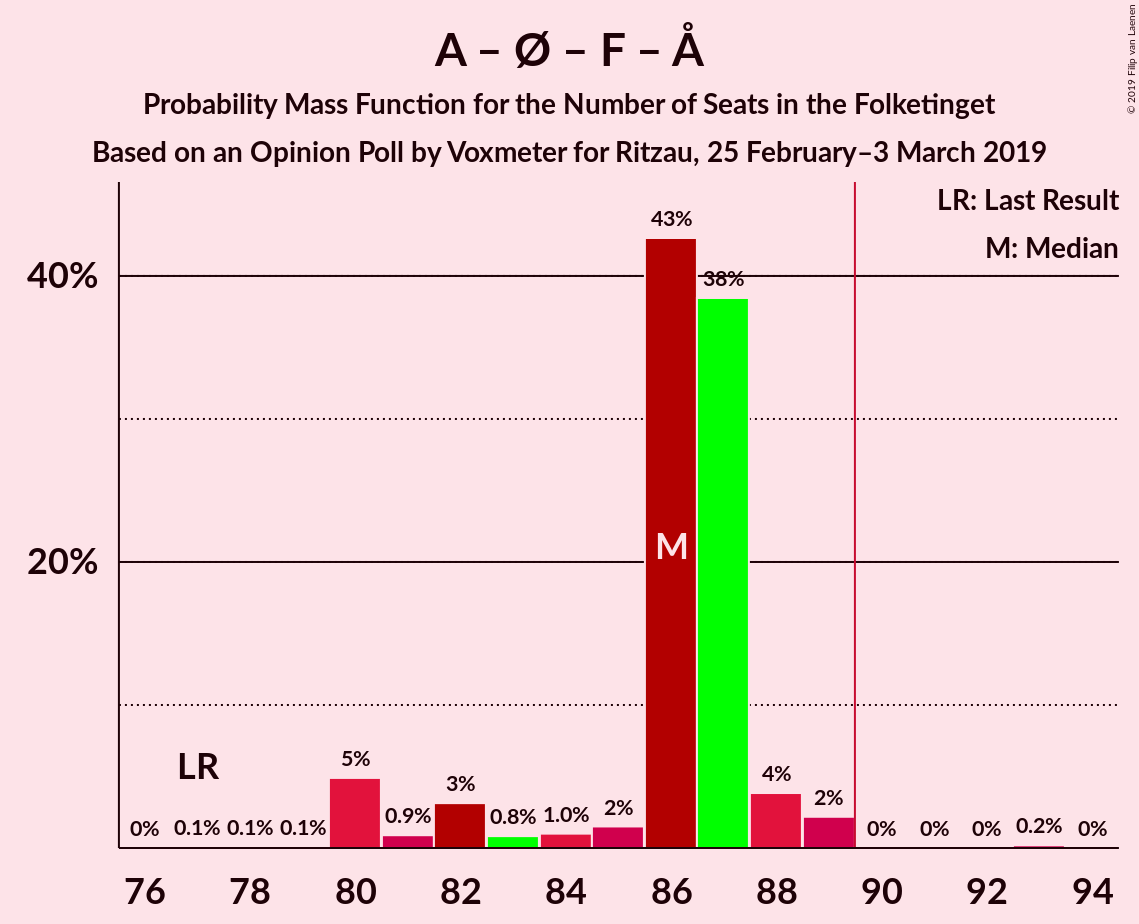 A – Ø – F – Å
Probability Mass Function for the Number of Seats in the Folketinget
Based on an Opinion Poll by Voxmeter for Ritzau, 25 February–3 March 2019
© 2019 Filip van Laenen
LR: Last Result
M: Median
43%
40%
38%
M
20%
LR
5%
4%
3%
2%
2%
0% 0.1% 0.1% 0.1% 0.9% 0.8% 1.0% 0% 0% 0% 0.2% 0%
76 78 80 82 84 86 88 90 92 94